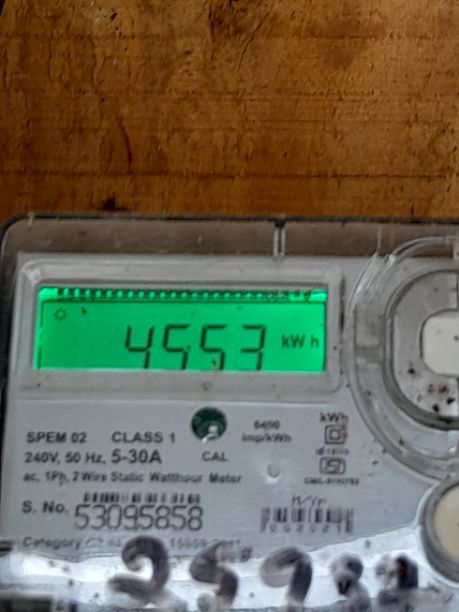 4553 kWh
SPEM 02 CLASS 1 6400 imp/kWh kWh
240V, 50 Hz, 5-30A CAL
ac, 1Ph, 2 Wire Static Watthour Meter
S. No. 53095858
Category